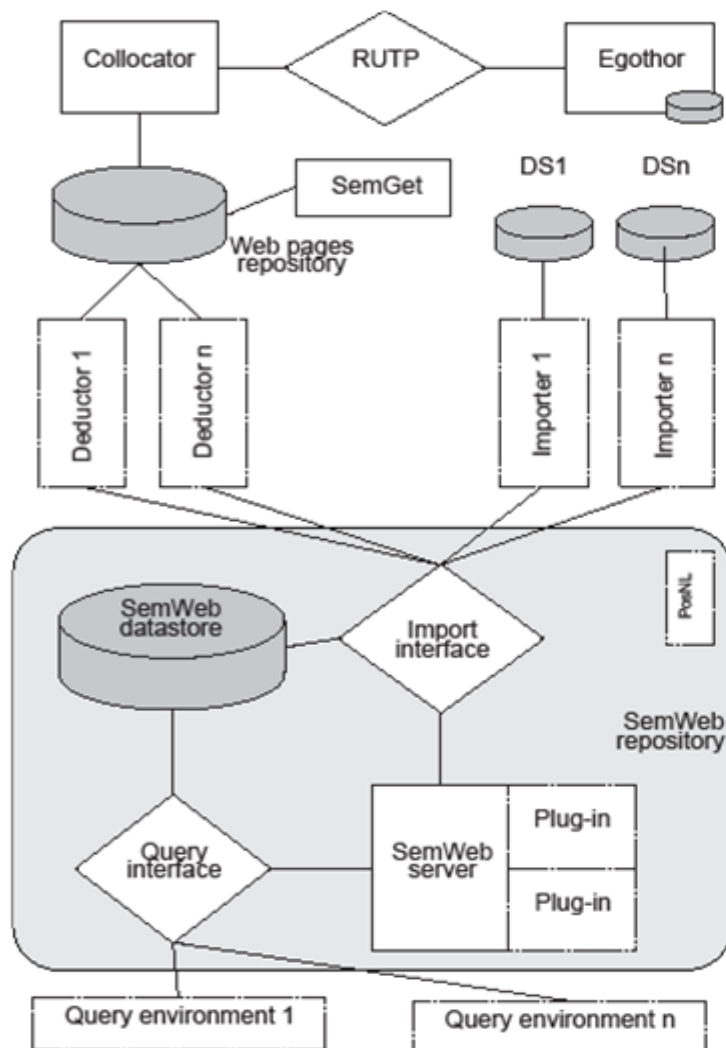 Collocator
RUTP
Egothor
SemGet
DS1
DSn
Web pages
repository
Deductor 1
Deductor n
Importer 1
Importer n
SemWeb
datastore
Import
interface
PosNL
SemWeb
repository
Query
interface
SemWeb
server
Plug-in
Plug-in
Query environment 1
Query environment n